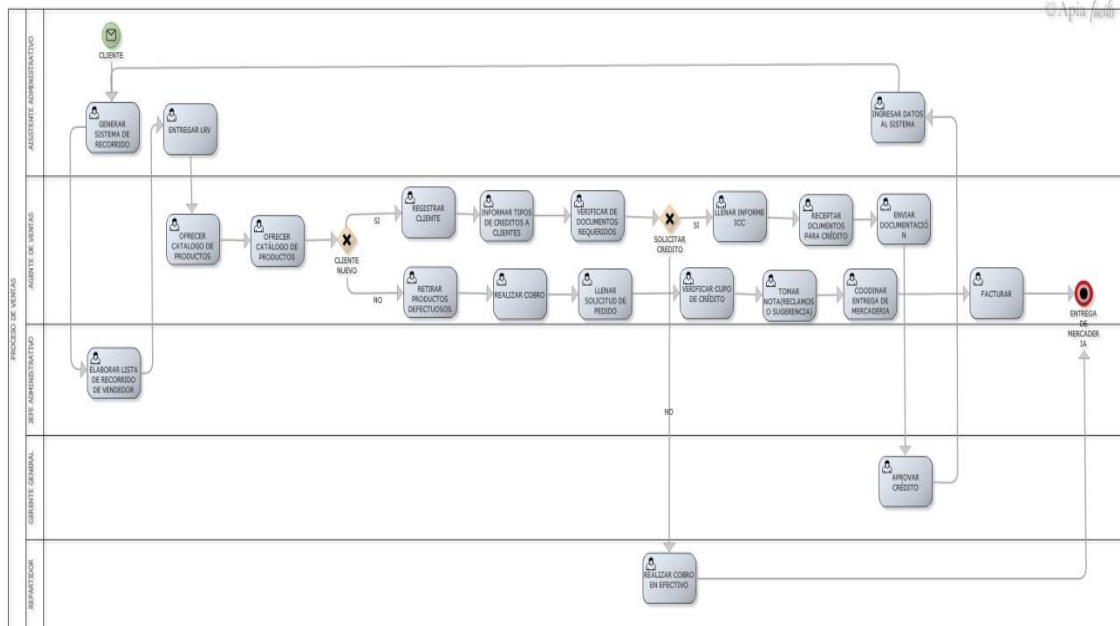 Apia facilis
PROCESO DE VENTAS
AISSTENTE ADMINISTRATIVO
CLIENTE
GENERAR
SISTEMA DE
RECORRIDO
ENTREGAR LRV
INGRESAR DATOS
AL SISTEMA
AGENTE DE VENTAS
OFRECER
CATALOGO DE
PRODUCTOS
OFRECER
CATÁLOGO DE
PRODUCTOS
CLIENTE
NUEVO
SI
REGISTRAR
CLIENTE
INFORMAR TIPOS
DE CREDITOS A
CLIENTES
VERIFICAR DE
DOCUMENTOS
REQUERIDOS
SOLICITAR
CREDITO
SI
LLENAR INFORME
ICC
RECEPTAR
DCUMENTOS
PARA CRÉDITO
ENVIAR
DOCUMENTACIÓ
N
NO
RETIRAR
PRODUCTOS
DEFECTUOSOS
REALIZAR COBRO
LLENAR
SOLICITUD DE
PEDIDO
VERIFICAR CUPO
DE CRÉDITO
TOMAR
NOTA(RECLAMOS
O SUGERENCIA)
COODINAR
ENTREGA DE
MERCADERIA
FACTURAR
ENTREGA
DE
MERCADER
IA
JEFE ADMINISTRATIVO
ELABORAR LISTA
DE RECORRIDO
DE VENDEDOR
NO
GERENTE GENERAL
APROVAR
CRÉDITO
REPARTIDOR
REALIZAR COBRO
EN EFECTIVO